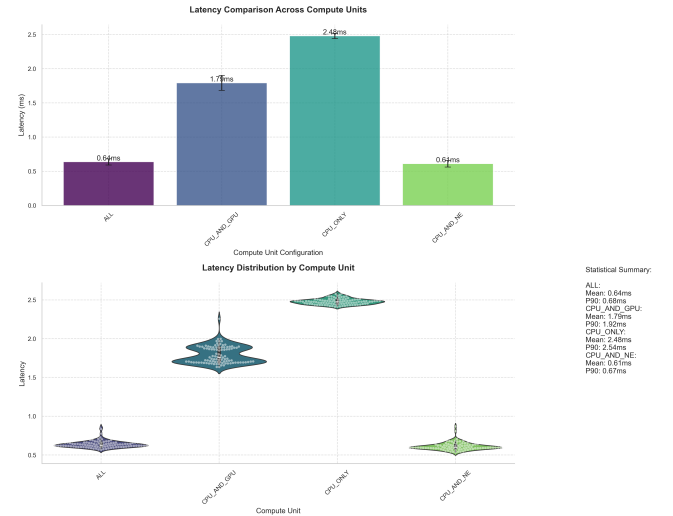 Latency Comparison Across Compute Units
Latency (ms)
2.5
2.0
1.5
1.0
0.5
0.0
0.64ms
1.79ms
2.48ms
0.61ms
ALL
CPU_AND_GPU
CPU_ONLY
CPU_AND_NE
Compute Unit Configuration
Latency Distribution by Compute Unit
Latency
2.5
2.0
1.5
1.0
0.5
ALL
CPU_AND_GPU
CPU_ONLY
CPU_AND_NE
Compute Unit
Statistical Summary:
ALL:
Mean: 0.64ms
P90: 0.68ms
CPU_AND_GPU:
Mean: 1.79ms
P90: 1.92ms
CPU_ONLY:
Mean: 2.48ms
P90: 2.54ms
CPU_AND_NE:
Mean: 0.61ms
P90: 0.67ms